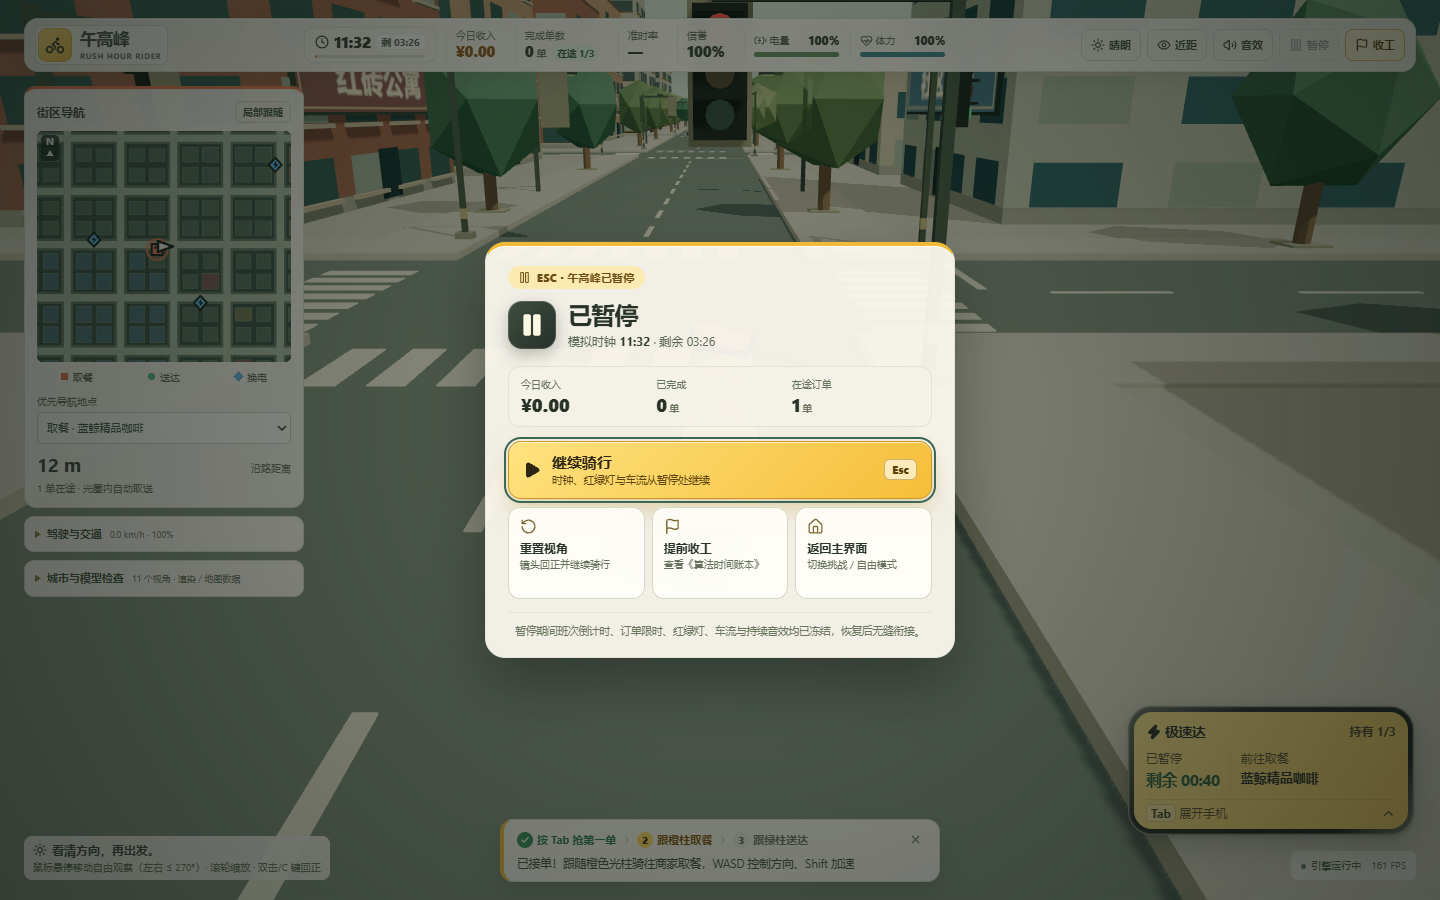 午高峰
RUSH HOUR RIDER
11:32 剩 03:26
今日收入
¥0.00
完成单数
0 单 在途 1/3
准时率
—
信誉
100%
电量 100%
体力 100%
晴朗
近距
音效
暂停
收工
红砖公寓
街区导航
局部跟随
N
取餐
送达
换电
优先导航地点
取餐 · 蓝鲸精品咖啡
12 m
沿路距离
1 单在途 · 光圈内自动取送
驾驶与交通 0.0 km/h · 100%
城市与模型检查 11 个视角 · 渲染 / 地图数据
ESC · 午高峰已暂停
已暂停
模拟时钟 11:32 · 剩余 03:26
今日收入
¥0.00
已完成
0 单
在途订单
1 单
继续骑行
时钟、红绿灯与车流从暂停处继续
Esc
重置视角
镜头回正并继续骑行
提前收工
查看《算法时间账本》
返回主界面
切换挑战 / 自由模式
暂停期间班次倒计时、订单限时、红绿灯、车流与持续音效均已冻结，恢复后无缝衔接。
极速达
持有 1/3
已暂停
剩余 00:40
前往取餐
蓝鲸精品咖啡
Tab 展开手机
看清方向，再出发。
鼠标悬停移动自由观察（左右 ≤ 270°）· 滚轮缩放 · 双击/C 键回正
按 Tab 抢第一单 › 2 跟橙柱取餐 › 3 跟绿柱送达
已接单！跟随橙色光柱骑往商家取餐，WASD 控制方向、Shift 加速
引擎运行中 161 FPS